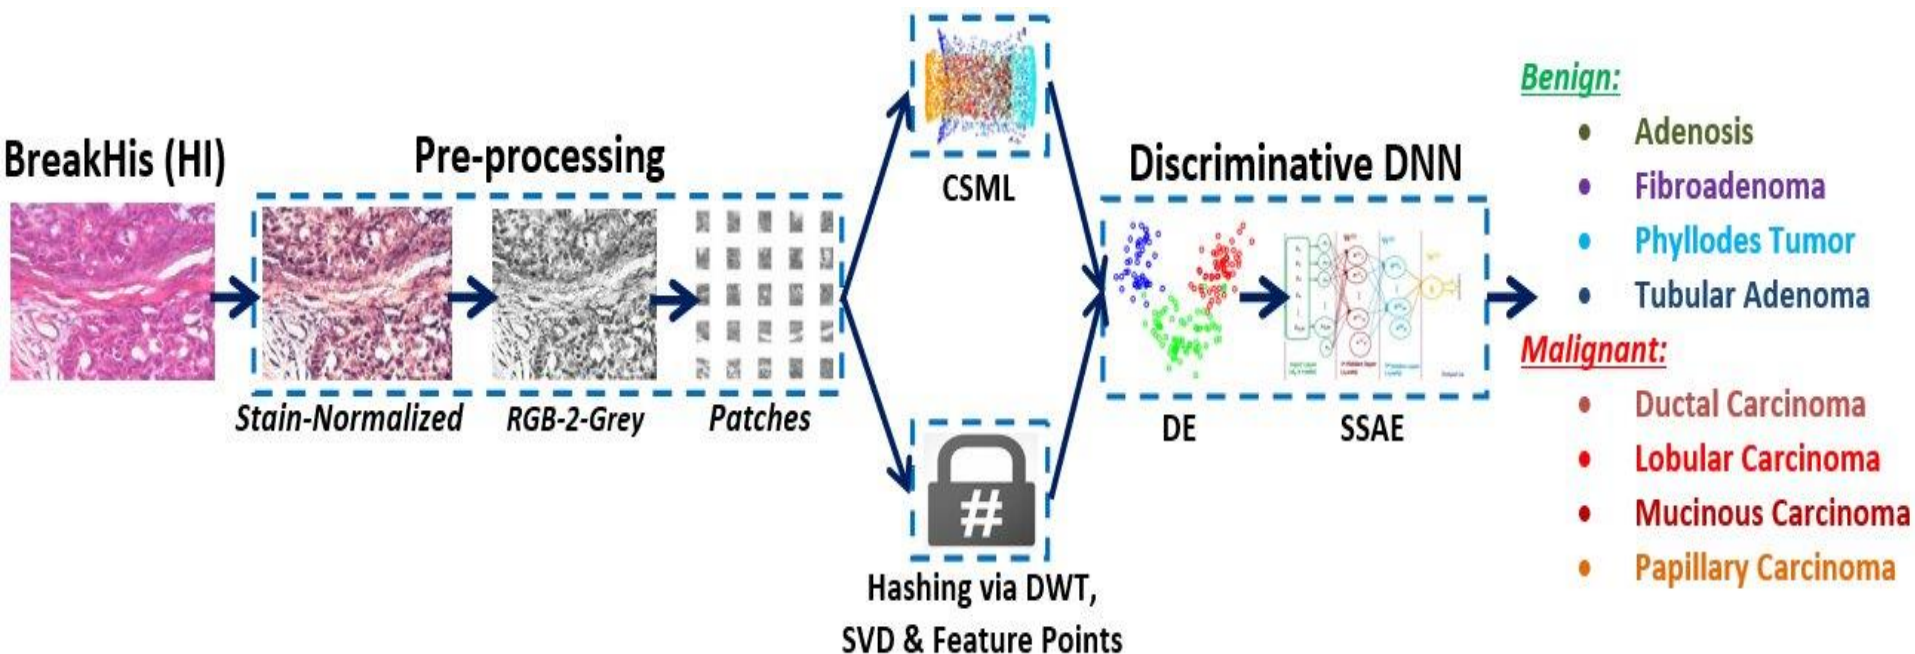 BreakHis (HI)
Pre-processing
Stain-Normalized
RGB-2-Grey
Patches
CSML
#
Hashing via DWT,
SVD & Feature Points
Discriminative DNN
DE
SSAE
Benign:
• Adenosis
• Fibroadenoma
• Phyllodes Tumor
• Tubular Adenoma
Malignant:
• Ductal Carcinoma
• Lobular Carcinoma
• Mucinous Carcinoma
• Papillary Carcinoma